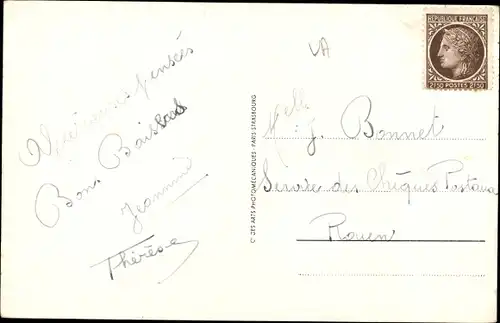 Affectueuses pensées
Bons Baisers
Jeannine
Thérèse
VA
REPUBLIQUE FRANÇAISE
2F50 POSTES 2F50
Cie DES ARTS PHOTOMÉCANIQUES - PARIS STRASBOURG
Melle J. Bonnet
Service des Chèques Postaux
Rouen